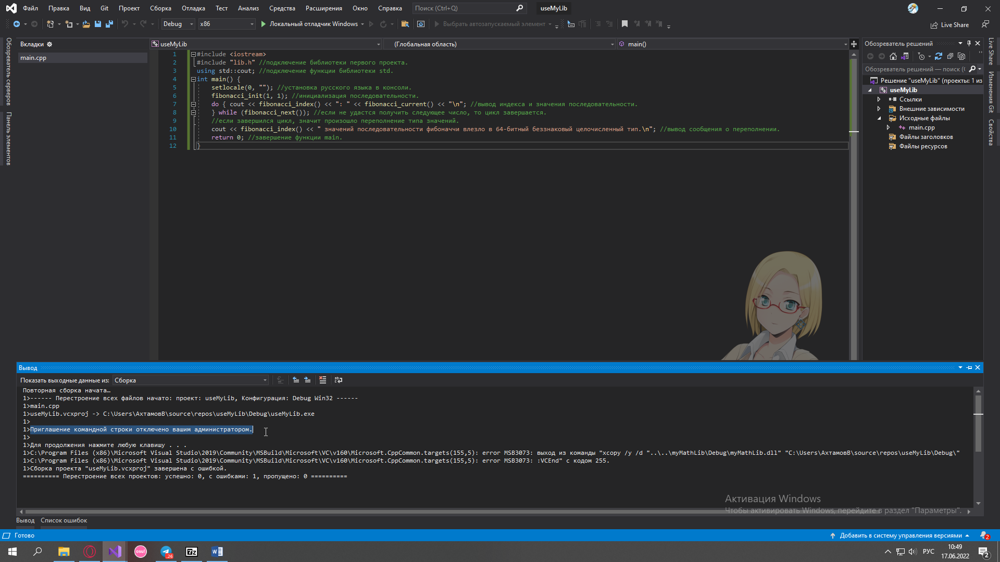 Файл Правка Вид Git Проект Сборка Отладка Тест Анализ Средства Расширения Окно Справка Поиск (Ctrl+Q) useMyLib
Debug x86 Локальный отладчик Windows Выбрать автозапускаемый элемент Live Share
Обозреватель серверов
Панель элементов
Вкладки
main.cpp
useMyLib (Глобальная область) main()
1 #include <iostream>
2 #include "lib.h" //подключение библиотеки первого проекта.
3 using std::cout; //подключение функции библиотеки std.
4 int main() {
5 setlocale(0, ""); //установка русского языка в консоли.
6 fibonacci_init(1, 1); //инициализация последовательности.
7 do { cout << fibonacci_index() << ": " << fibonacci_current() << "\n"; //вывод индекса и значения последовательности.
8 } while (fibonacci_next()); //если не удастся получить следующее число, то цикл завершается.
9 //если завершился цикл, значит произошло переполнение типа значений.
10 cout << fibonacci_index() << " значений последовательности фибоначчи влезло в 64-битный беззнаковый целочисленный тип.\n"; //вывод сообщения о переполнении.
11 return 0; //завершение функции main.
12 }
Обозреватель решений
Обозреватель решений — поиск (
Решение "useMyLib" (проекты: 1 из
useMyLib
Ссылки
Внешние зависимости
Исходные файлы
main.cpp
Файлы заголовков
Файлы ресурсов
Live Share
Изменения Git
Свойства
Вывод
Показать выходные данные из: Сборка
Повторная сборка начата…
1>------ Перестроение всех файлов начато: проект: useMyLib, Конфигурация: Debug Win32 ------
1>main.cpp
1>useMyLib.vcxproj -> C:\Users\АхтамовВ\source\repos\useMyLib\Debug\useMyLib.exe
1>
1>Приглашение командной строки отключено вашим администратором.
1>
1>Для продолжения нажмите любую клавишу . . .
1>C:\Program Files (x86)\Microsoft Visual Studio\2019\Community\MSBuild\Microsoft\VC\v160\Microsoft.CppCommon.targets(155,5): error MSB3073: выход из команды "xcopy /y /d "..\..\myMathLib\Debug\myMathLib.dll" "C:\Users\АхтамовВ\source\repos\useMyLib\Debug\"
1>C:\Program Files (x86)\Microsoft Visual Studio\2019\Community\MSBuild\Microsoft\VC\v160\Microsoft.CppCommon.targets(155,5): error MSB3073: :VCEnd" с кодом 255.
1>Сборка проекта "useMyLib.vcxproj" завершена с ошибкой.
========== Перестроение всех проектов: успешно: 0, с ошибками: 1, пропущено: 0 ==========
Активация Windows
Чтобы активировать Windows, перейдите в раздел "Параметры".
Вывод Список ошибок
Готово Добавить в систему управления версиями 2
osu! 26 7z W РУС 10:49
17.06.2022 2